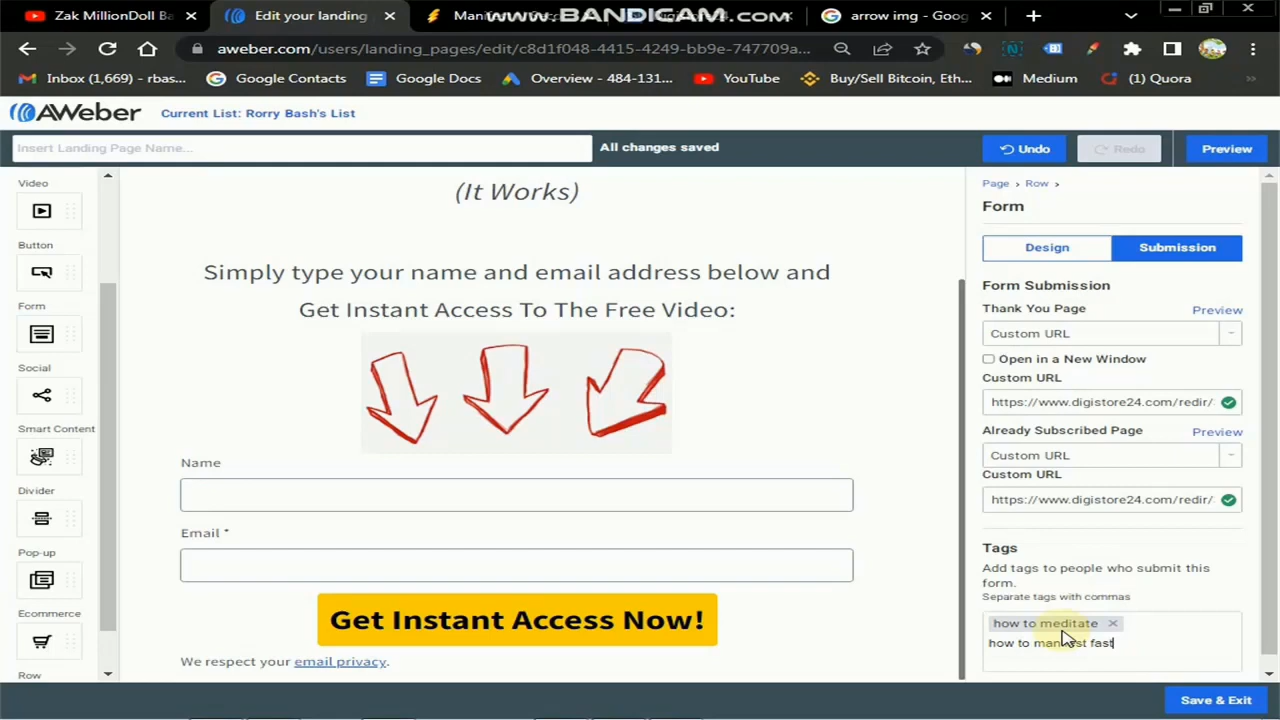 Zak MillionDoll Ba
Edit your landing
Mani
www.BANDICAM.com
arrow img - Goog
aweber.com/users/landing_pages/edit/c8d1f048-4415-4249-bb9e-747709a...
Inbox (1,669) - rbas...
Google Contacts
Google Docs
Overview - 484-131...
YouTube
Buy/Sell Bitcoin, Eth...
Medium
(1) Quora
AWeber
Current List: Rorry Bash's List
Insert Landing Page Name...
All changes saved
Undo
Redo
Preview
Video
Button
Form
Social
Smart Content
Divider
Pop-up
Ecommerce
Row
(It Works)
Simply type your name and email address below and
Get Instant Access To The Free Video:
Name
Email *
Get Instant Access Now!
We respect your email privacy.
Page > Row >
Form
Design
Submission
Form Submission
Thank You Page
Preview
Custom URL
Open in a New Window
Custom URL
https://www.digistore24.com/redir/
Already Subscribed Page
Preview
Custom URL
Custom URL
https://www.digistore24.com/redir/
Tags
Add tags to people who submit this
form.
Separate tags with commas
how to meditate
how to manifest fast
Save & Exit